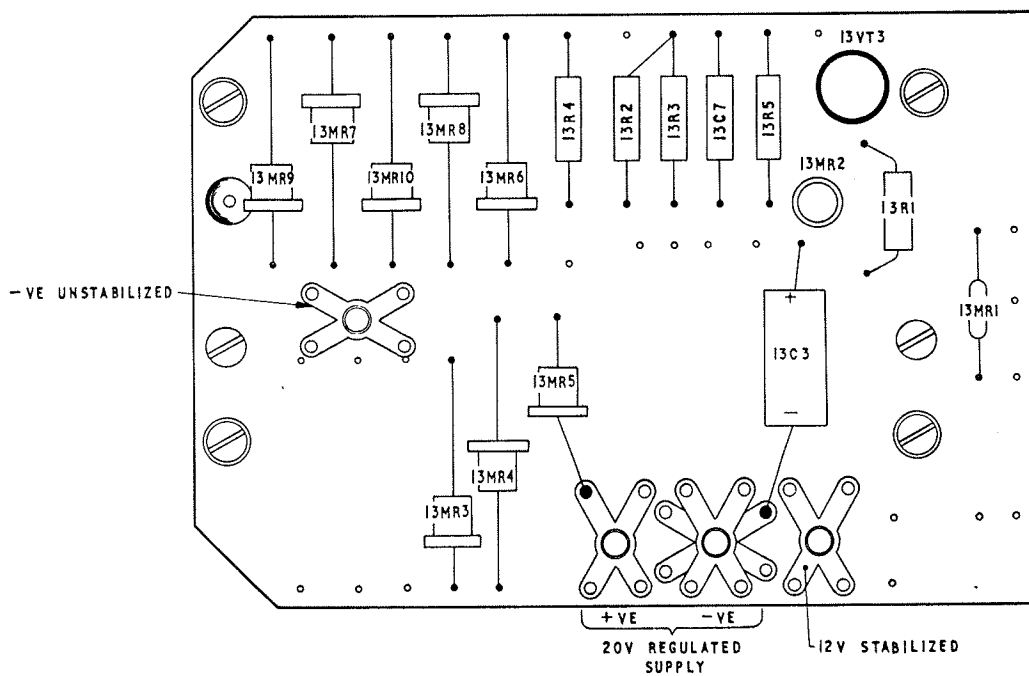 13VT3
13R4
13R2
13R3
13C7
13R5
13MR7
13MR8
13MR9
13MR10
13MR6
13MR2
13R1
-VE UNSTABILIZED
+
13C3
-
13MR1
13MR5
13MR4
13MR3
+VE -VE
20V REGULATED
SUPPLY
12V STABILIZED